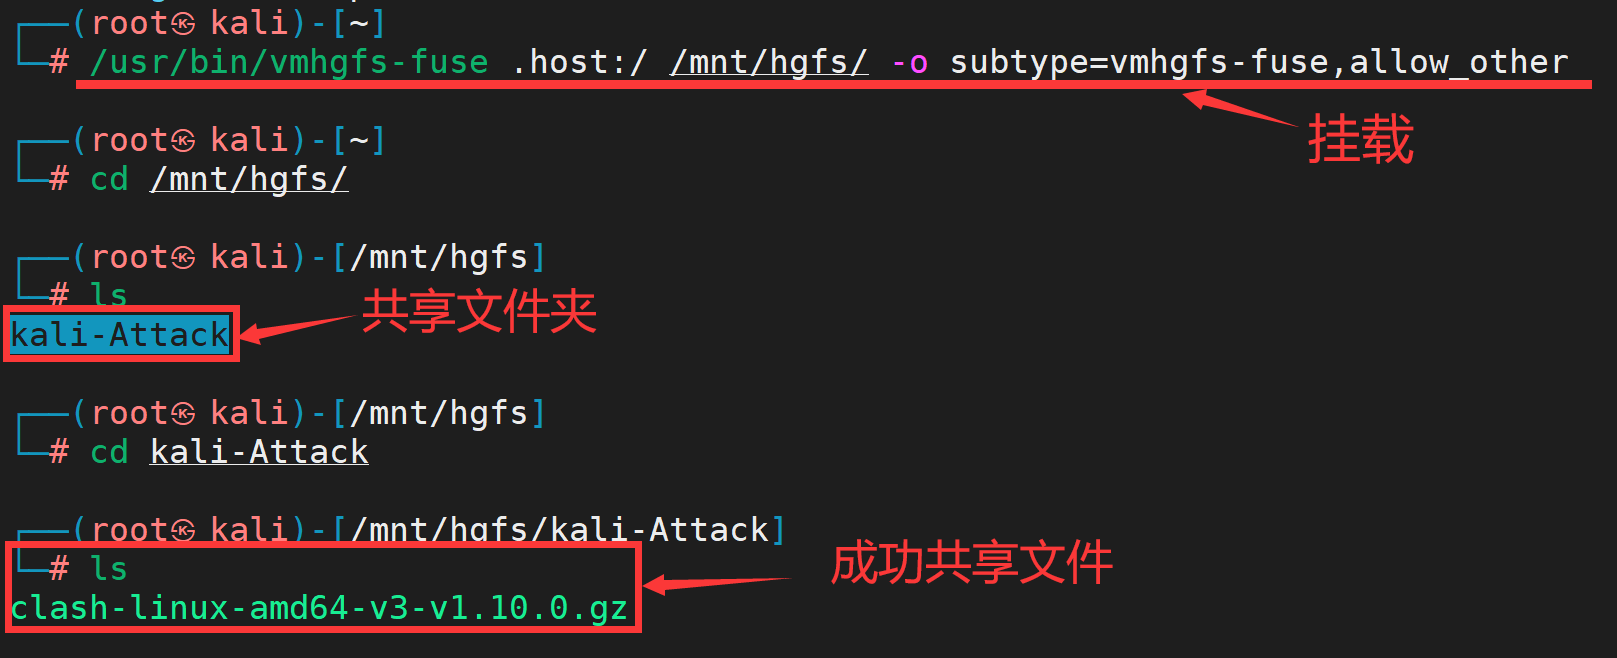 ┌──(root㉿kali)-[~]
└─# /usr/bin/vmhgfs-fuse .host:/ /mnt/hgfs/ -o subtype=vmhgfs-fuse,allow_other
挂载
┌──(root㉿kali)-[~]
└─# cd /mnt/hgfs/
┌──(root㉿kali)-[/mnt/hgfs]
└─# ls
共享文件夹
kali-Attack
┌──(root㉿kali)-[/mnt/hgfs]
└─# cd kali-Attack
┌──(root㉿kali)-[/mnt/hgfs/kali-Attack]
└─# ls
成功共享文件
clash-linux-amd64-v3-v1.10.0.gz